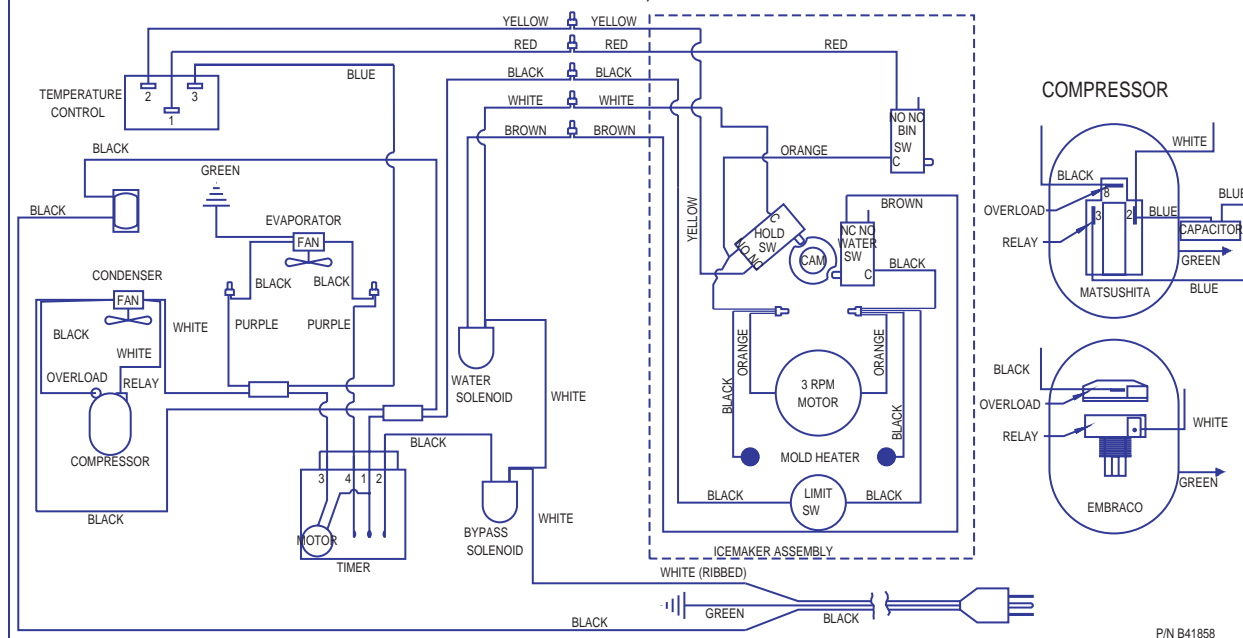 YELLOW YELLOW
RED RED RED
BLUE
BLACK BLACK
WHITE WHITE
BROWN BROWN
TEMPERATURE
CONTROL
2 3
1
BLACK
BLACK
GREEN
EVAPORATOR
FAN
BLACK BLACK
PURPLE PURPLE
CONDENSER
FAN
BLACK
WHITE
WHITE
OVERLOAD
RELAY
COMPRESSOR
BLACK
3 4 1 2
MOTOR
TIMER
BLACK
WATER
SOLENOID
WHITE
BYPASS
SOLENOID
WHITE
NO NC
BIN
SW
C
ORANGE
YELLOW
C
HOLD
SW
NO NC
CAM
NC NO
WATER
SW
C
BROWN
BLACK
ORANGE
ORANGE
3 RPM
MOTOR
BLACK
BLACK
MOLD HEATER
BLACK
LIMIT
SW
BLACK
ICEMAKER ASSEMBLY
WHITE (RIBBED)
GREEN
BLACK
BLACK
COMPRESSOR
WHITE
BLACK
8
OVERLOAD
3 2
BLUE
BLUE
CAPACITOR
RELAY
GREEN
MATSUSHITA
BLUE
BLACK
OVERLOAD
RELAY
WHITE
GREEN
EMBRACO
P/N B41858